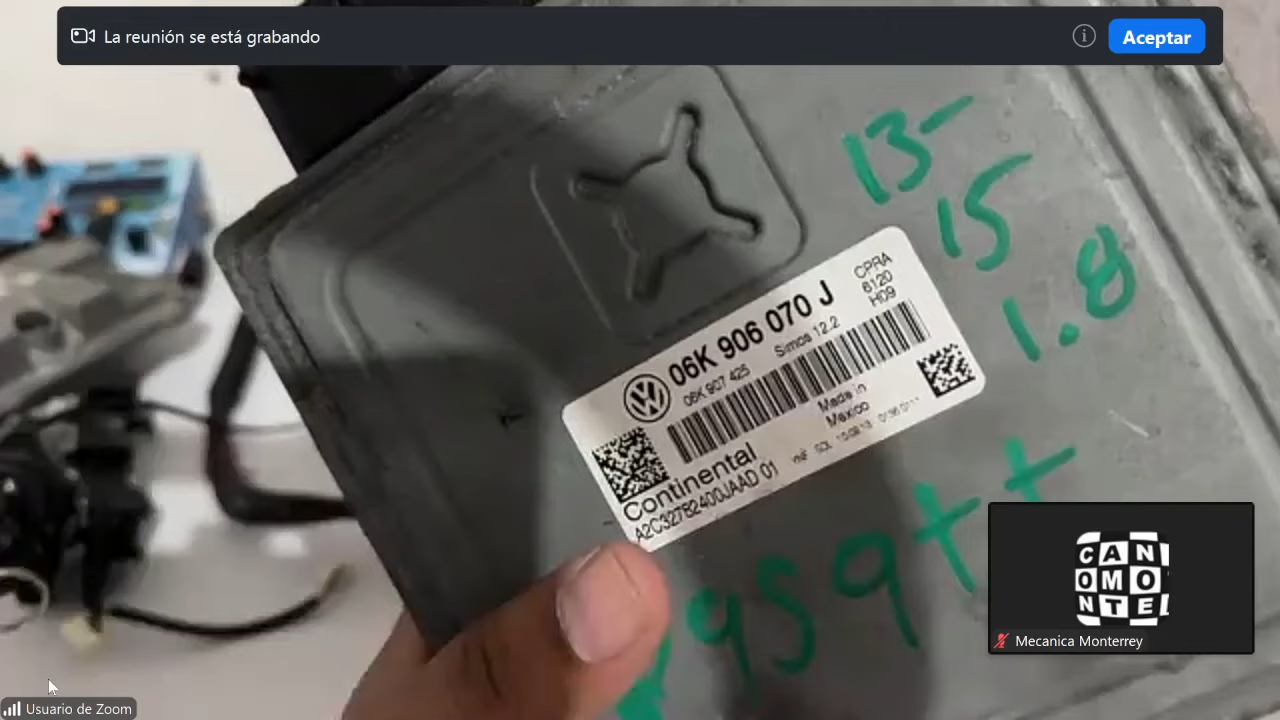 La reunión se está grabando
Aceptar
13-
15
1.8
CPRA
6120
H09
06K 906 070 J
06K 907 425
Simos 12.2
Made in
Mexico
Continental
A2C32782400JAAD 01
CAN
OMO
NTE
Mecanica Monterrey
Usuario de Zoom